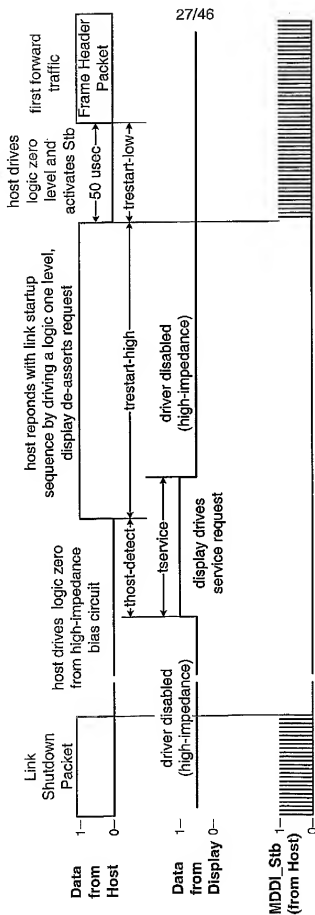 27/46
Link
Shutdown
Packet
host drives logic zero
from high-impedance
bias circuit
host reponds with link startup
sequence by driving a logic one level,
display de-asserts request
host drives
logic zero
level and
activates Stb
first forward
traffic
Data
from
Host
1
0
50 usec
Frame Header
Packet
thost-detect
trestart-high
trestart-low
Data
from
Display
1
0
driver disabled
(high-impedance)
tservice
display drives
service request
driver disabled
(high-impedance)
MDDI_Stb
(from Host)
1
0